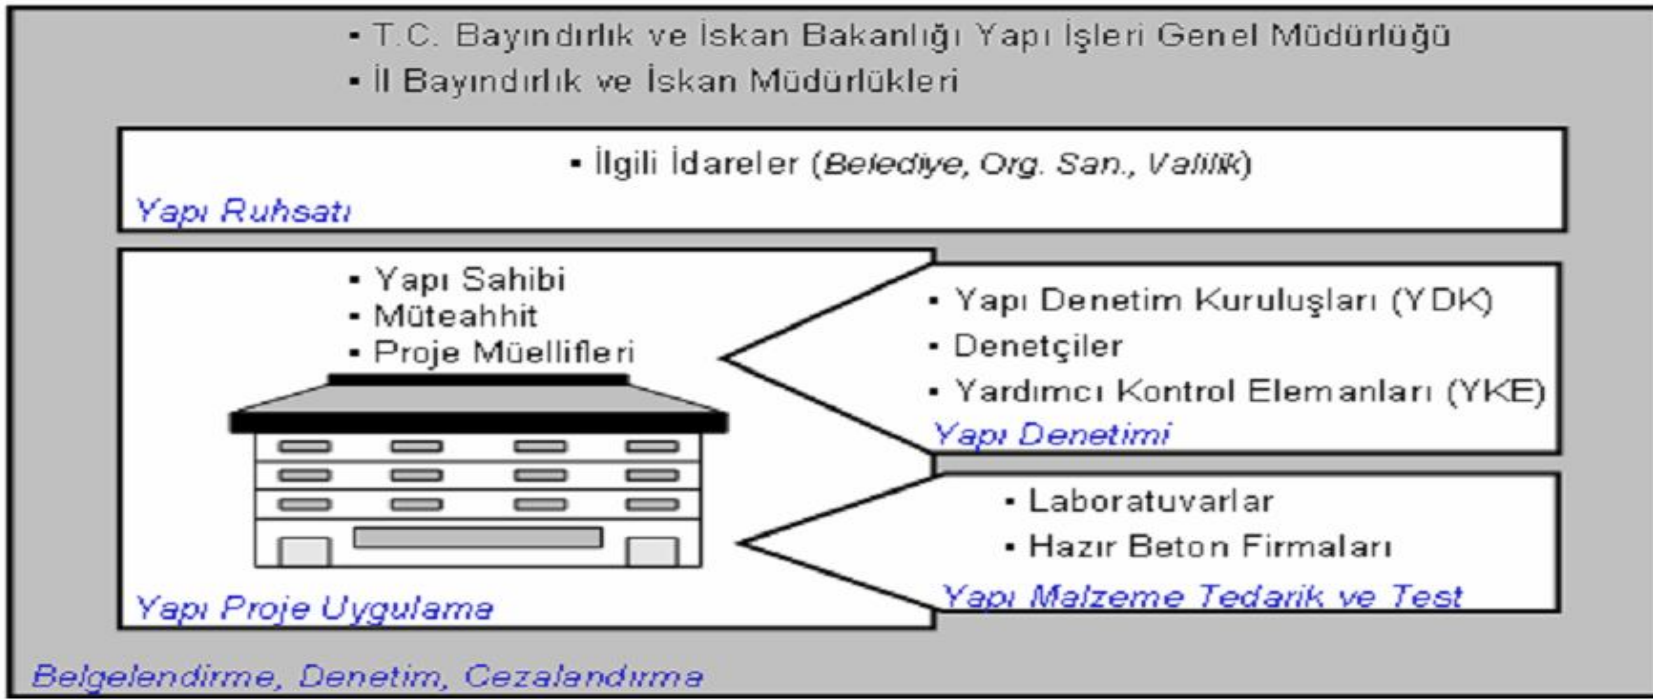 ▪ T.C. Bayındırlık ve İskan Bakanlığı Yapı İşleri Genel Müdürlüğü
▪ İl Bayındırlık ve İskan Müdürlükleri
▪ İlgili İdareler (Belediye, Org. San., Valilik)
Yapı Ruhsatı
▪ Yapı Sahibi
▪ Müteahhit
▪ Proje Müellifleri
Yapı Proje Uygulama
▪ Yapı Denetim Kuruluşları (YDK)
▪ Denetçiler
▪ Yardımcı Kontrol Elemanları (YKE)
Yapı Denetimi
▪ Laboratuvarlar
▪ Hazır Beton Firmaları
Yapı Malzeme Tedarik ve Test
Belgelendirme, Denetim, Cezalandırma